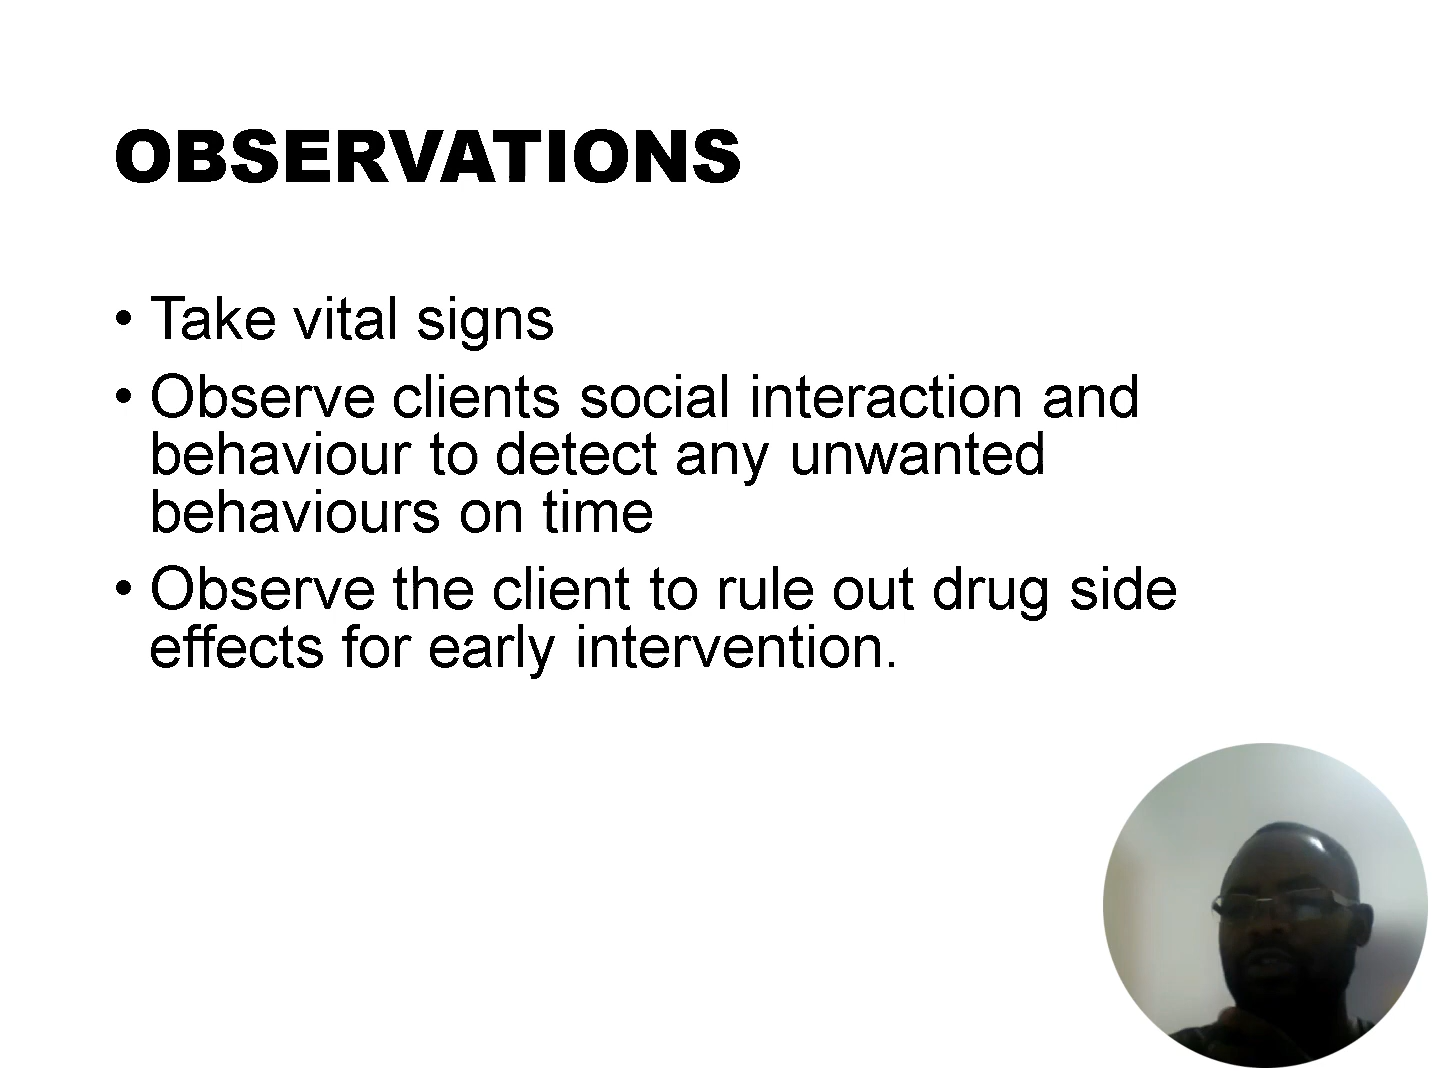 OBSERVATIONS
• Take vital signs
• Observe clients social interaction and
behaviour to detect any unwanted
behaviours on time
• Observe the client to rule out drug side
effects for early intervention.